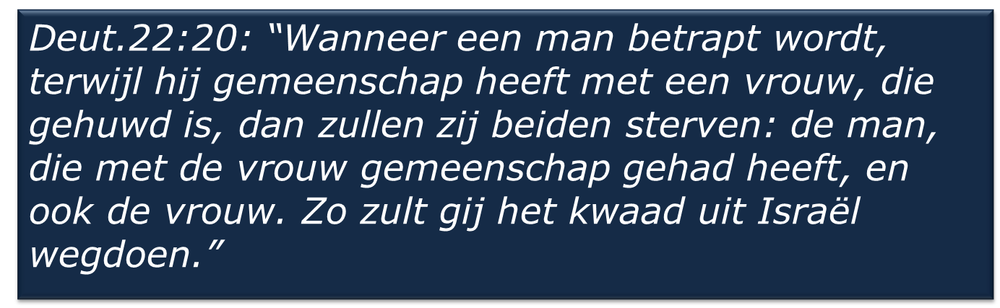 Deut.22:20: “Wanneer een man betrapt wordt,
terwijl hij gemeenschap heeft met een vrouw, die
gehuwd is, dan zullen zij beiden sterven: de man,
die met de vrouw gemeenschap gehad heeft, en
ook de vrouw. Zo zult gij het kwaad uit Israël
wegdoen.”